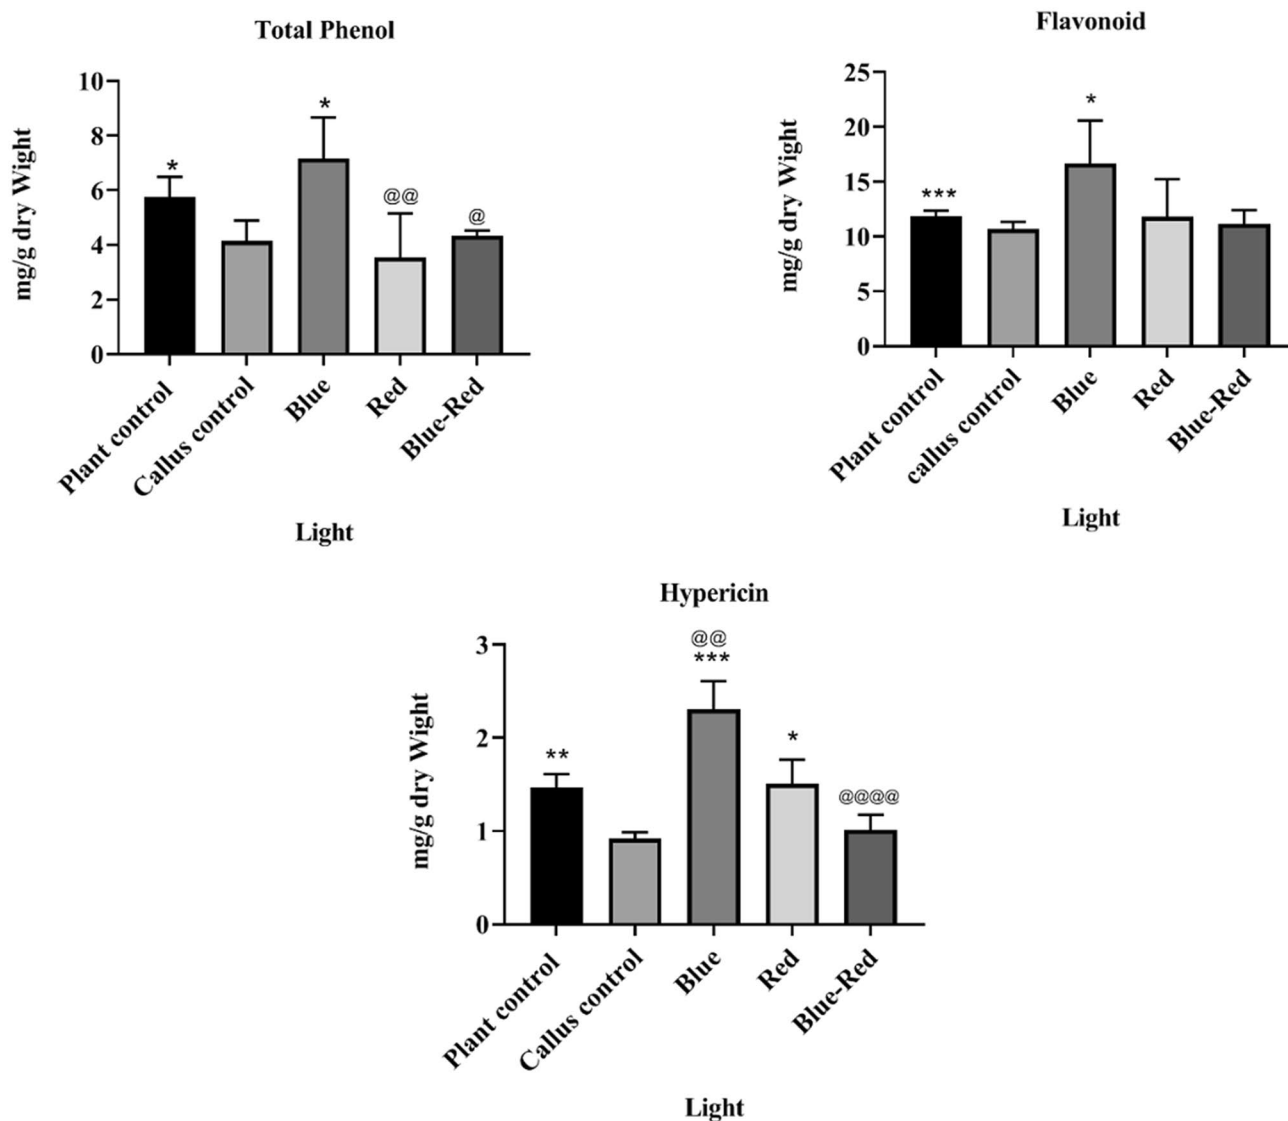 Total Phenol
mg/g dry Wight
10
8
6
4
2
0
*
*
@@
@
Plant control
Callus control
Blue
Red
Blue-Red
Light
Flavonoid
mg/g dry Wight
25
20
15
10
5
0
***
*
Plant control
callus control
Blue
Red
Blue-Red
Light
Hypericin
mg/g dry Wight
3
2
1
0
**
@@
***
*
@@@@
Plant control
Callus control
Blue
Red
Blue-Red
Light